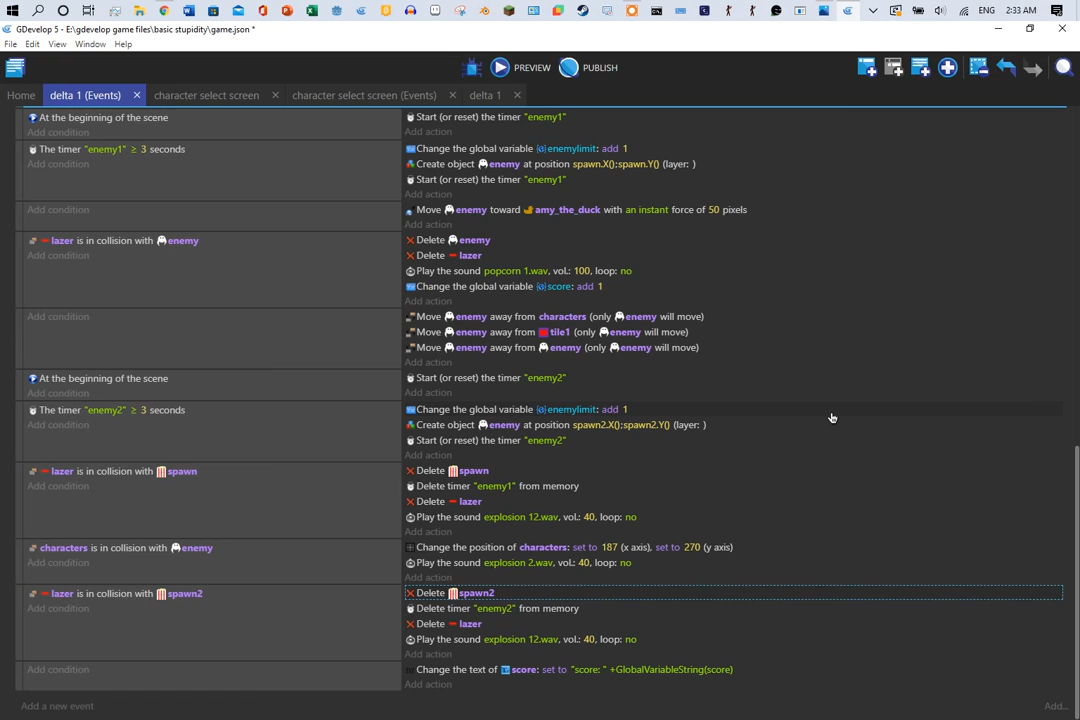 ENG 2:33 AM
GDevelop 5 - E:\gdevelop game files\basic stupidity\game.json *
File Edit View Window Help
PREVIEW PUBLISH
Home delta 1 (Events) character select screen character select screen (Events) delta 1
At the beginning of the scene Start (or reset) the timer "enemy1"
Add condition Add action
The timer "enemy1" ≥ 3 seconds Change the global variable enemylimit: add 1
Add condition Create object enemy at position spawn.X();spawn.Y() (layer: )
Start (or reset) the timer "enemy1"
Add action
Add condition Move enemy toward amy_the_duck with an instant force of 50 pixels
Add action
lazer is in collision with enemy Delete enemy
Add condition Delete lazer
Play the sound popcorn 1.wav, vol.: 100, loop: no
Change the global variable score: add 1
Add action
Add condition Move enemy away from characters (only enemy will move)
Move enemy away from tile1 (only enemy will move)
Move enemy away from enemy (only enemy will move)
Add action
At the beginning of the scene Start (or reset) the timer "enemy2"
Add condition Add action
The timer "enemy2" ≥ 3 seconds Change the global variable enemylimit: add 1
Add condition Create object enemy at position spawn2.X();spawn2.Y() (layer: )
Start (or reset) the timer "enemy2"
Add action
lazer is in collision with spawn Delete spawn
Add condition Delete timer "enemy1" from memory
Delete lazer
Play the sound explosion 12.wav, vol.: 40, loop: no
Add action
characters is in collision with enemy Change the position of characters: set to 187 (x axis), set to 270 (y axis)
Add condition Play the sound explosion 2.wav, vol.: 40, loop: no
Add action
lazer is in collision with spawn2 Delete spawn2
Add condition Delete timer "enemy2" from memory
Delete lazer
Play the sound explosion 12.wav, vol.: 40, loop: no
Add action
Add condition Change the text of score: set to "score: " +GlobalVariableString(score)
Add action
Add a new event Add...